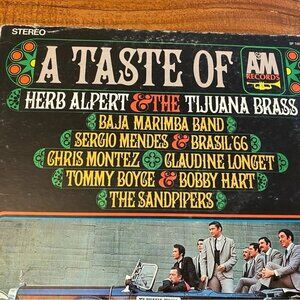 STEREO
A TASTE OF
A&M
RECORDS
HERB ALPERT & THE TIJUANA BRASS
BAJA MARIMBA BAND
SERGIO MENDES & BRASIL '66
CHRIS MONTEZ CLAUDINE LONGET
TOMMY BOYCE & BOBBY HART
THE SANDPIPERS